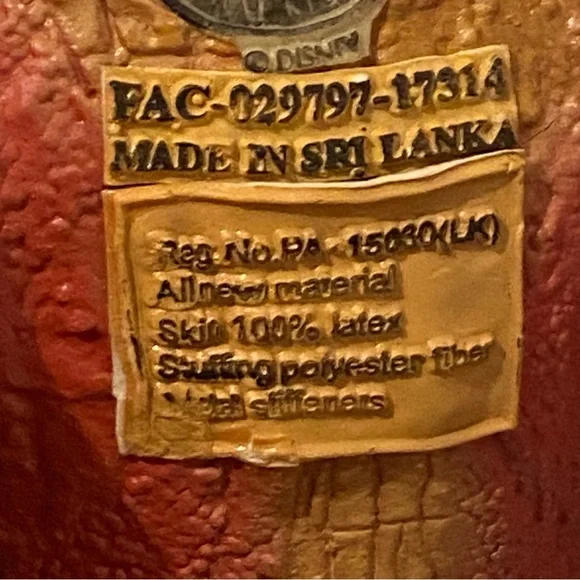 © DISNEY
FAC-029797-17314
MADE IN SRI LANKA
Reg. No. PA - 15030(LK)
All new material
Skin 100% latex
Stuffing polyester fiber
Metal stiffeners